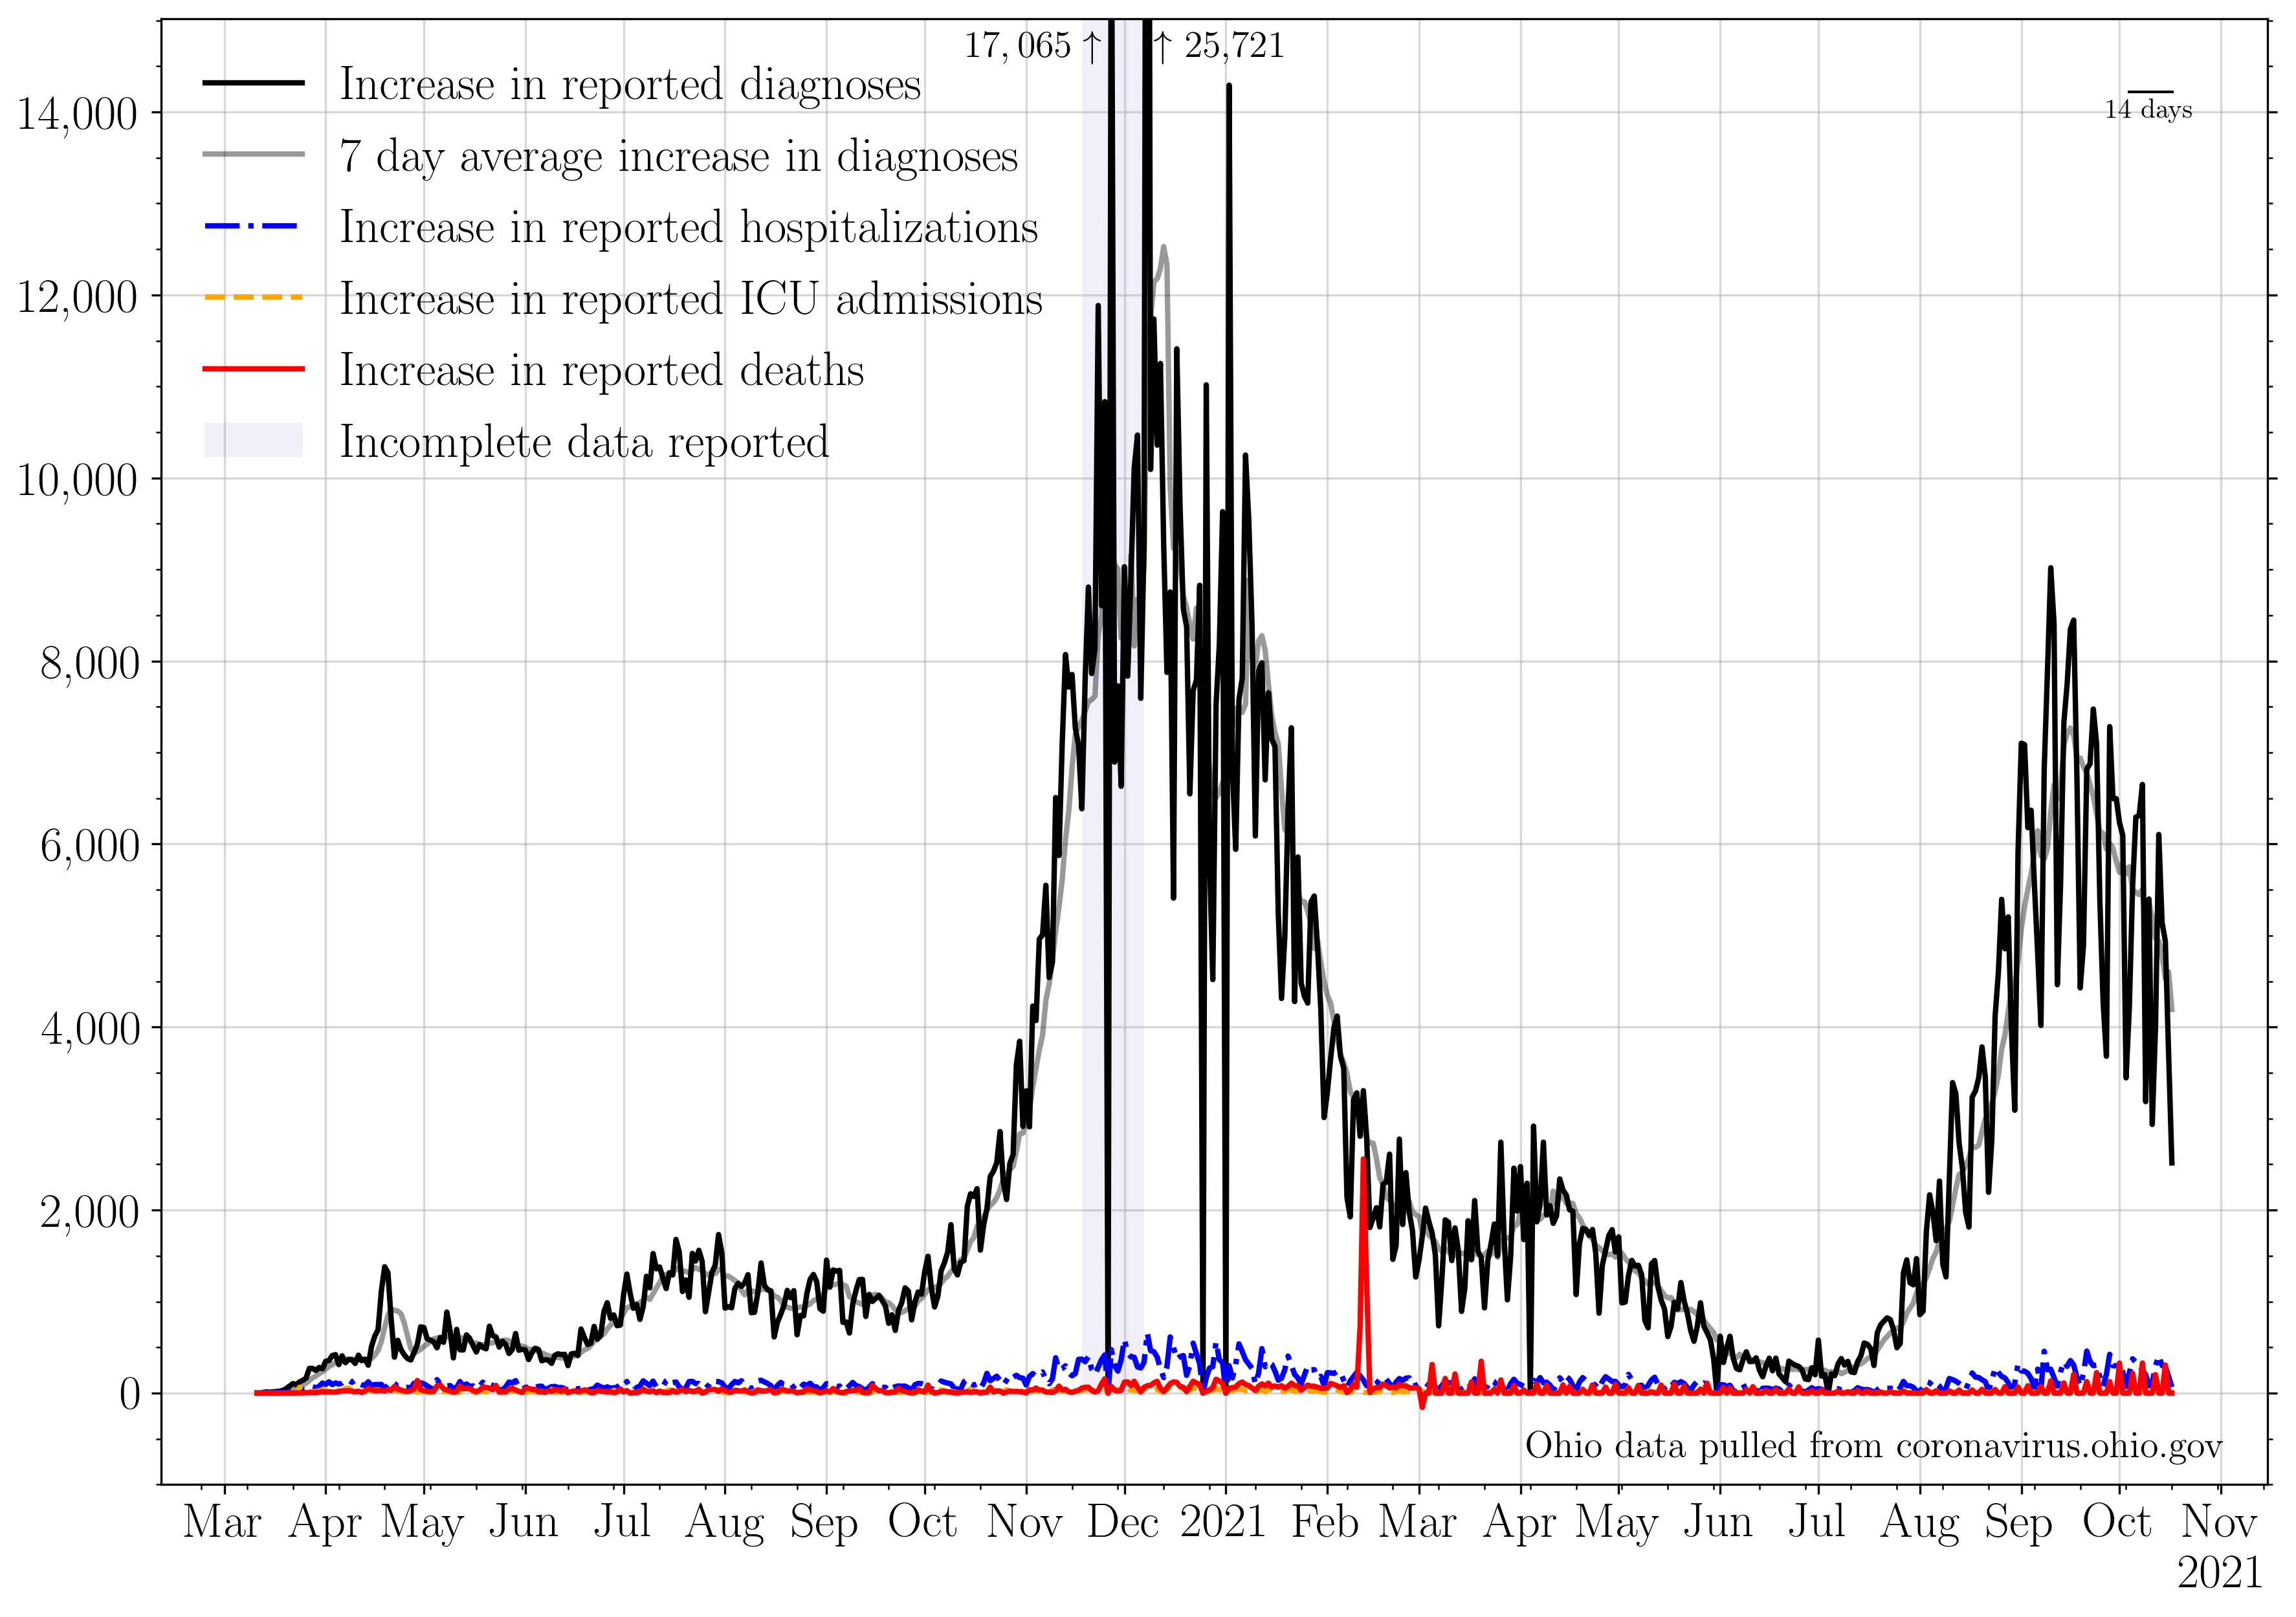 17,065 ↑ ↑ 25,721
Increase in reported diagnoses
7 day average increase in diagnoses
Increase in reported hospitalizations
Increase in reported ICU admissions
Increase in reported deaths
Incomplete data reported
14 days
14,000
12,000
10,000
8,000
6,000
4,000
2,000
0
Ohio data pulled from coronavirus.ohio.gov
Mar Apr May Jun Jul Aug Sep Oct Nov Dec 2021 Feb Mar Apr May Jun Jul Aug Sep Oct Nov
2021